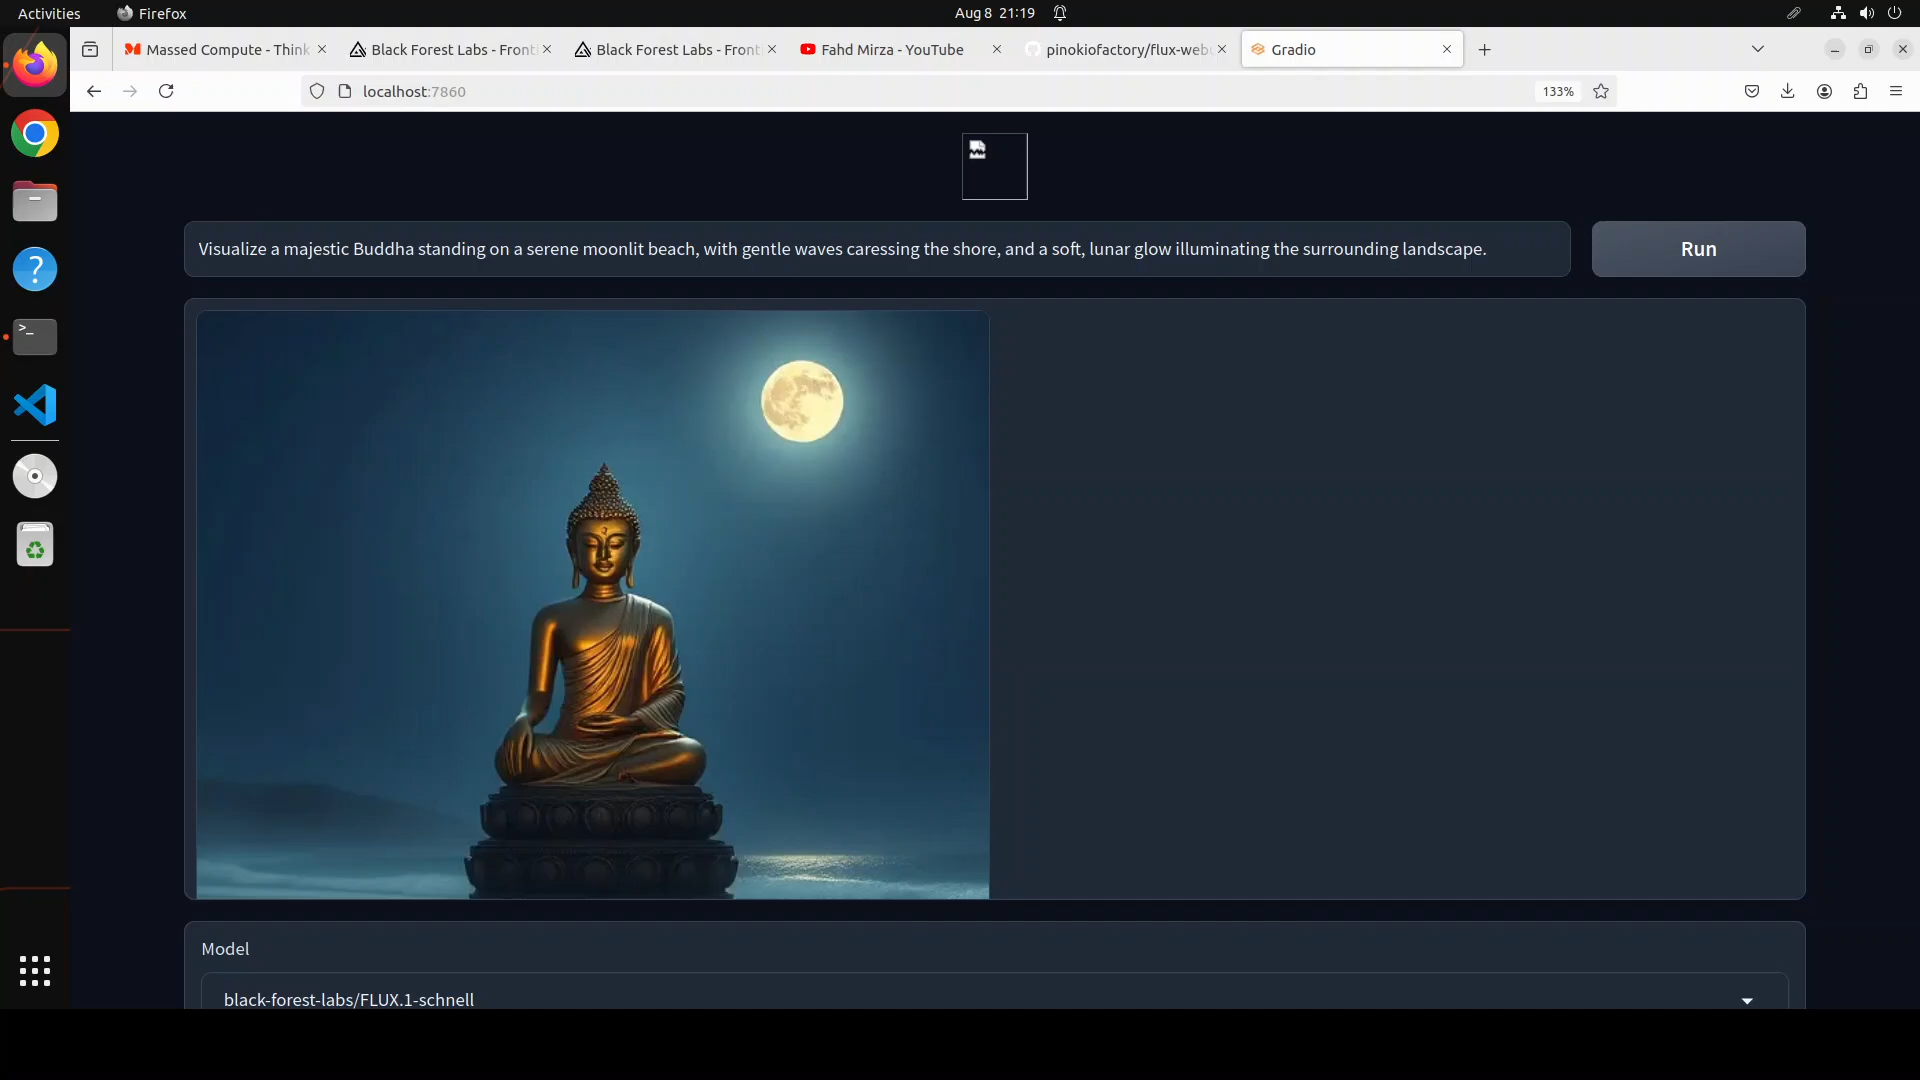 Activities Firefox Aug 8 21:19
Massed Compute - Think Black Forest Labs - Fronti Black Forest Labs - Fronti Fahd Mirza - YouTube pinokiofactory/flux-web Gradio
localhost:7860 133%
Visualize a majestic Buddha standing on a serene moonlit beach, with gentle waves caressing the shore, and a soft, lunar glow illuminating the surrounding landscape. Run
Model
black-forest-labs/FLUX.1-schnell